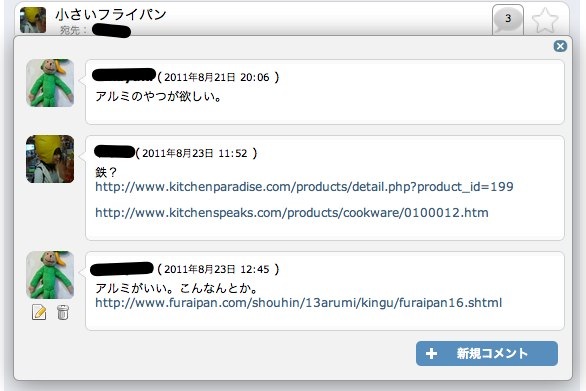 小さいフライパン
宛先：
3
(2011年8月21日 20:06 )
アルミのやつが欲しい。
(2011年8月23日 11:52 )
鉄？
http://www.kitchenparadise.com/products/detail.php?product_id=199
http://www.kitchenspeaks.com/products/cookware/0100012.htm
(2011年8月23日 12:45 )
アルミがいい。こんなんとか。
http://www.furaipan.com/shouhin/13arumi/kingu/furaipan16.shtml
新規コメント